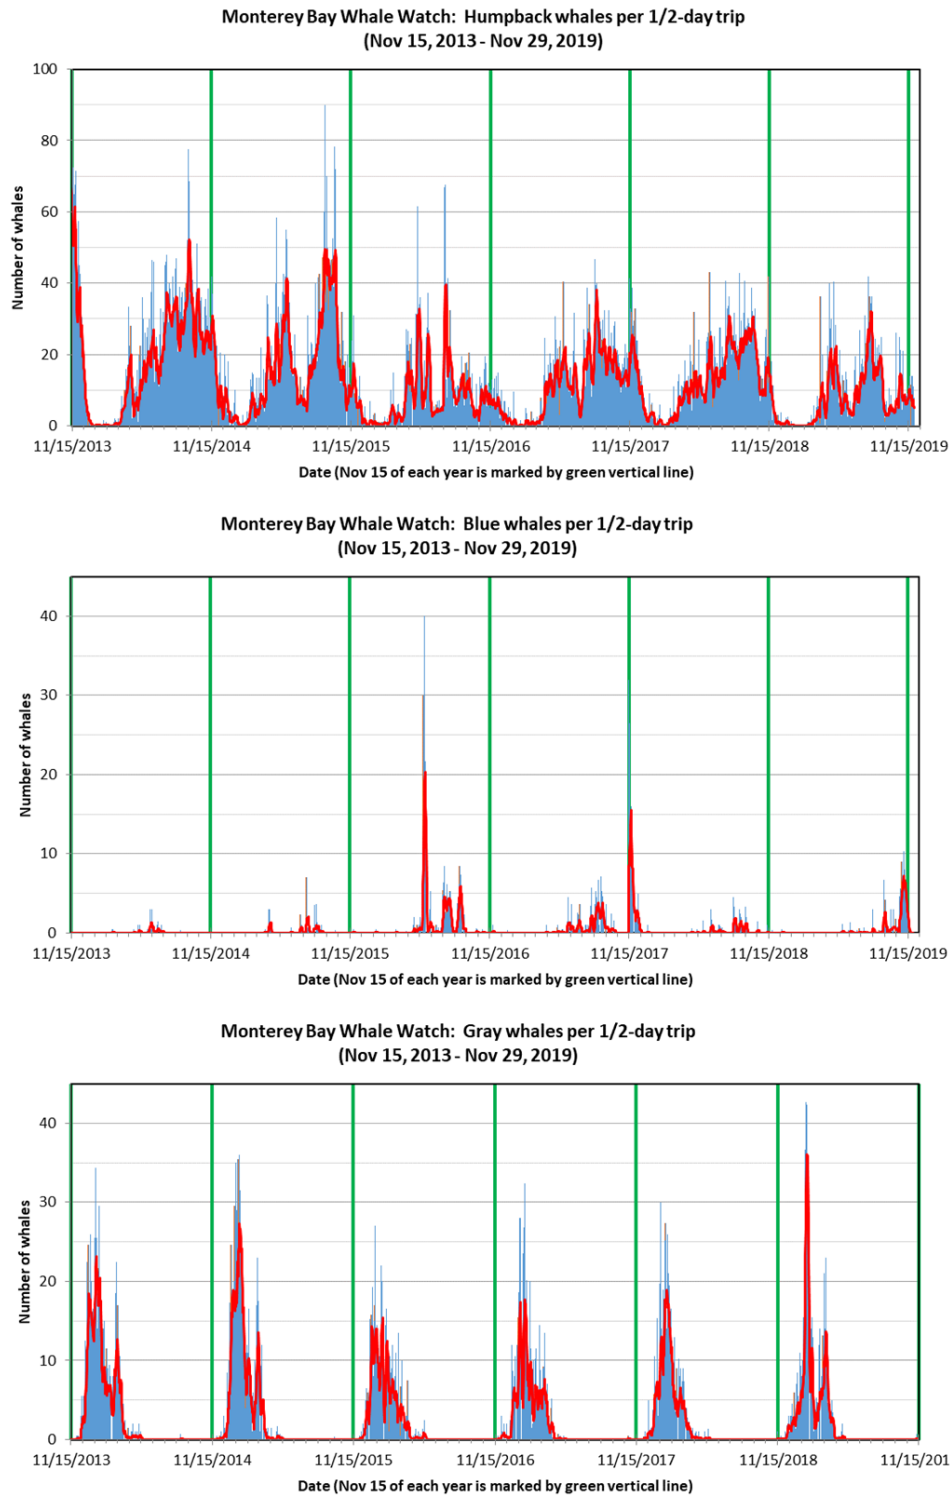 Monterey Bay Whale Watch: Humpback whales per 1/2-day trip
(Nov 15, 2013 - Nov 29, 2019)
100
80
60
40
20
0
Number of whales
11/15/2013 11/15/2014 11/15/2015 11/15/2016 11/15/2017 11/15/2018 11/15/2019
Date (Nov 15 of each year is marked by green vertical line)
Monterey Bay Whale Watch: Blue whales per 1/2-day trip
(Nov 15, 2013 - Nov 29, 2019)
40
30
20
10
0
Number of whales
11/15/2013 11/15/2014 11/15/2015 11/15/2016 11/15/2017 11/15/2018 11/15/2019
Date (Nov 15 of each year is marked by green vertical line)
Monterey Bay Whale Watch: Gray whales per 1/2-day trip
(Nov 15, 2013 - Nov 29, 2019)
40
30
20
10
0
Number of whales
11/15/2013 11/15/2014 11/15/2015 11/15/2016 11/15/2017 11/15/2018 11/15/201
Date (Nov 15 of each year is marked by green vertical line)